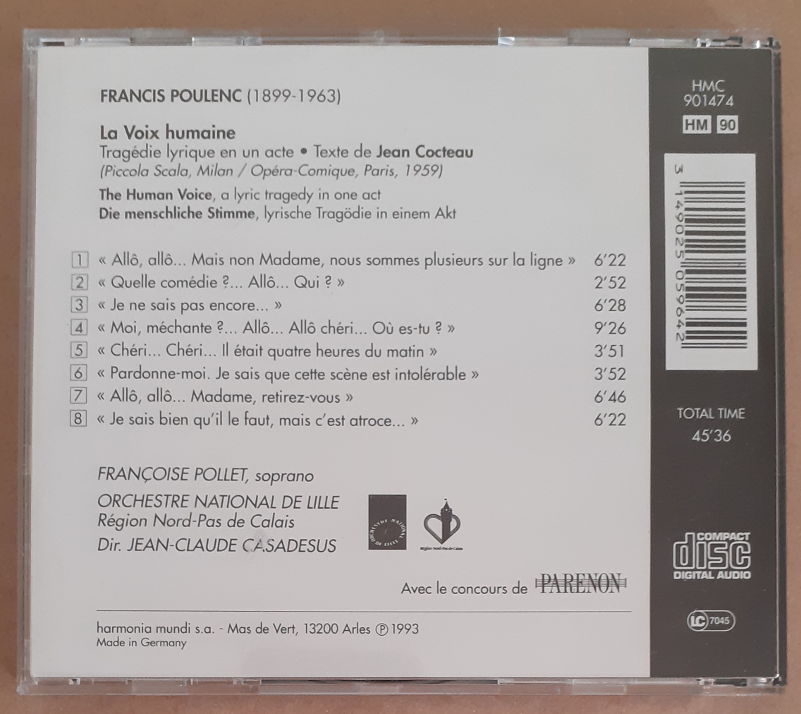 FRANCIS POULENC (1899-1963)
La Voix humaine
Tragédie lyrique en un acte • Texte de Jean Cocteau
(Piccola Scala, Milan / Opéra-Comique, Paris, 1959)
The Human Voice, a lyric tragedy in one act
Die menschliche Stimme, lyrische Tragödie in einem Akt
1 « Allô, allô... Mais non Madame, nous sommes plusieurs sur la ligne » 6'22
2 « Quelle comédie ?... Allô... Qui ? » 2'52
3 « Je ne sais pas encore... » 6'28
4 « Moi, méchante ?... Allô... Allô chéri... Où es-tu ? » 9'26
5 « Chéri... Chéri... Il était quatre heures du matin » 3'51
6 « Pardonne-moi. Je sais que cette scène est intolérable » 3'52
7 « Allô, allô... Madame, retirez-vous » 6'46
8 « Je sais bien qu'il le faut, mais c'est atroce... » 6'22
FRANÇOISE POLLET, soprano
ORCHESTRE NATIONAL DE LILLE
Région Nord-Pas de Calais
Dir. JEAN-CLAUDE CASADESUS
ORCHESTRE NATIONAL DE LILLE
Région Nord-Pas de Calais
Avec le concours de PARENON
harmonia mundi s.a. - Mas de Vert, 13200 Arles Ⓟ 1993
Made in Germany
HMC
901474
HM 90
3 149025 059642
TOTAL TIME
45'36
COMPACT
disc
DIGITAL AUDIO
LC 7045